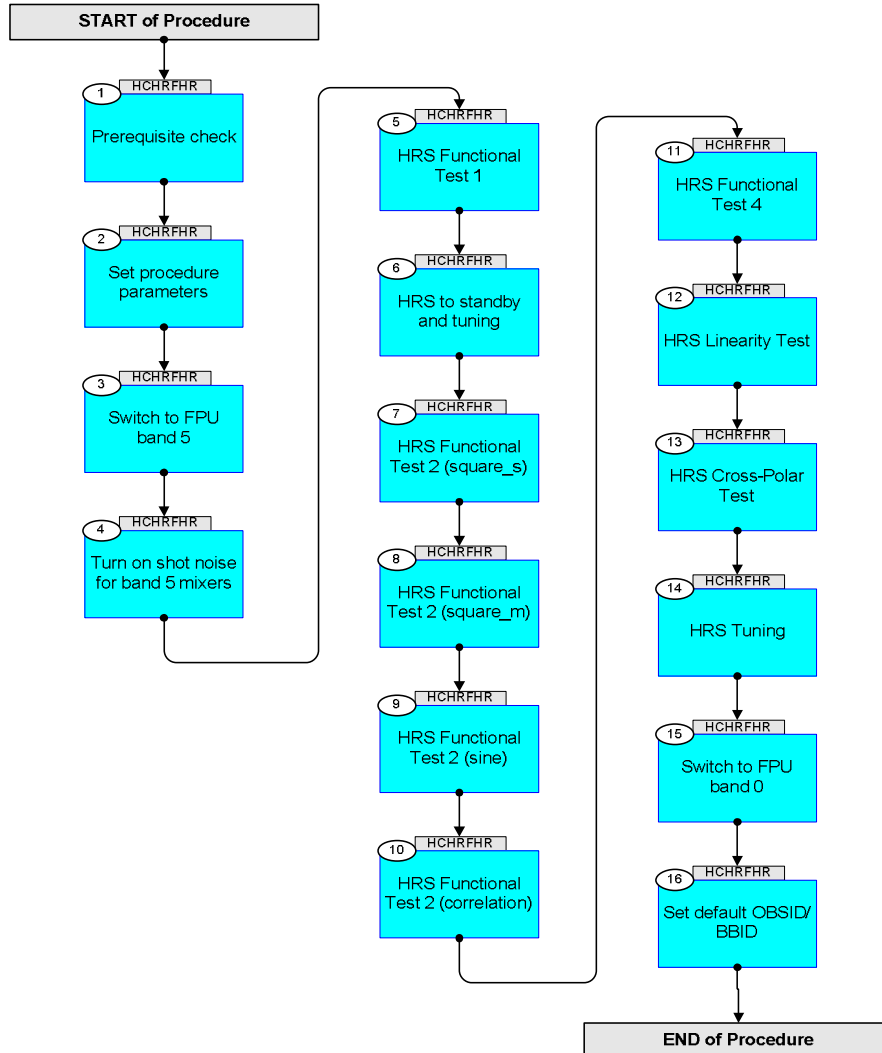 START of Procedure
HCHRFHR
1
Prerequisite check
HCHRFHR
2
Set procedure
parameters
HCHRFHR
3
Switch to FPU
band 5
HCHRFHR
4
Turn on shot noise
for band 5 mixers
HCHRFHR
5
HRS Functional
Test 1
HCHRFHR
6
HRS to standby
and tuning
HCHRFHR
7
HRS Functional
Test 2 (square_s)
HCHRFHR
8
HRS Functional
Test 2 (square_m)
HCHRFHR
9
HRS Functional
Test 2 (sine)
HCHRFHR
10
HRS Functional
Test 2 (correlation)
HCHRFHR
11
HRS Functional
Test 4
HCHRFHR
12
HRS Linearity Test
HCHRFHR
13
HRS Cross-Polar
Test
HCHRFHR
14
HRS Tuning
HCHRFHR
15
Switch to FPU
band 0
HCHRFHR
16
Set default OBSID/
BBID
END of Procedure